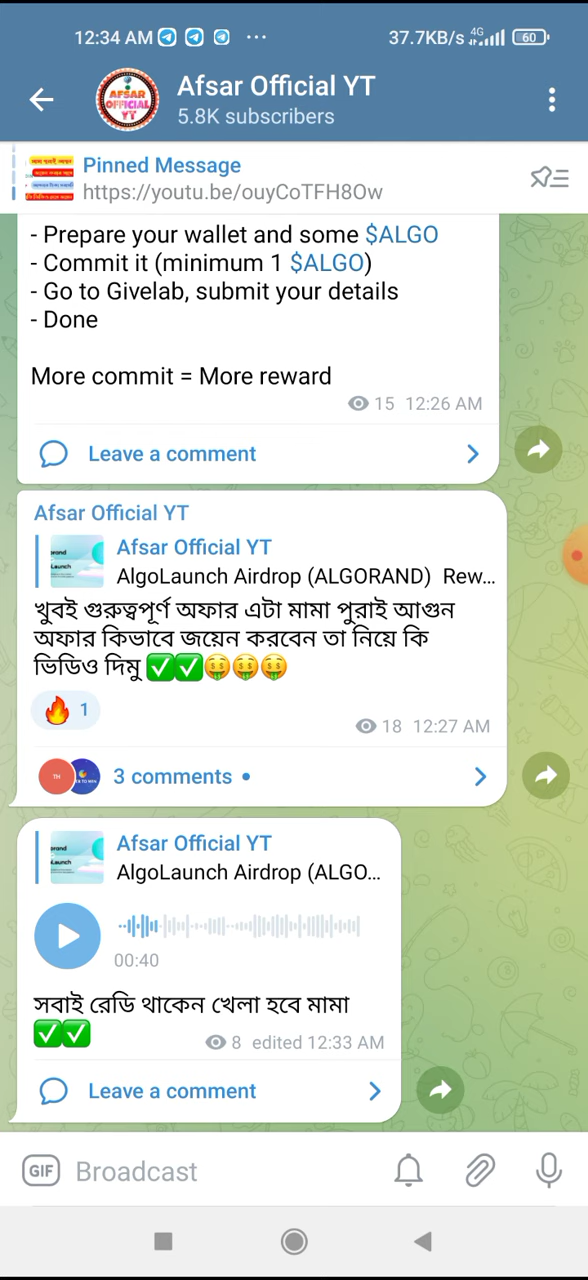 12:34 AM
37.7KB/s 4G 60
AFSAR
OFFICIAL
YT
Afsar Official YT
5.8K subscribers
Pinned Message
https://youtu.be/ouyCoTFH8Ow
- Prepare your wallet and some $ALGO
- Commit it (minimum 1 $ALGO)
- Go to Givelab, submit your details
- Done
More commit = More reward
15 12:26 AM
Leave a comment
Afsar Official YT
Afsar Official YT
AlgoLaunch Airdrop (ALGORAND) Rew...
খুবই গুরুত্বপূর্ণ অফার এটা মামা পুরাই আগুন
অফার কিভাবে জয়েন করবেন তা নিয়ে কি
ভিডিও দিমু ✅✅🤑🤑🤑
🔥 1
18 12:27 AM
TH
3 comments
Afsar Official YT
AlgoLaunch Airdrop (ALGO...
00:40
সবাই রেডি থাকেন খেলা হবে মামা
✅✅
8 edited 12:33 AM
Leave a comment
GIF Broadcast